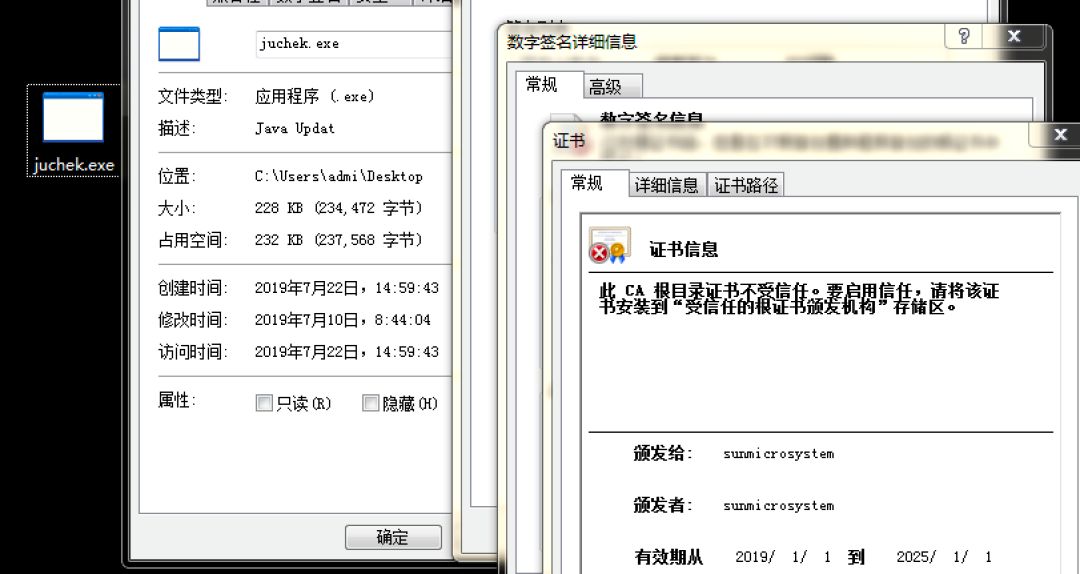 juchek.exe
juchek.exe
文件类型: 应用程序 (.exe)
描述: Java Updat
位置: C:\Users\admi\Desktop
大小: 228 KB (234,472 字节)
占用空间: 232 KB (237,568 字节)
创建时间: 2019年7月22日，14:59:43
修改时间: 2019年7月10日，8:44:04
访问时间: 2019年7月22日，14:59:43
属性: 只读(R) 隐藏(H)
确定
数字签名详细信息
常规 高级
数字签名信息
证书
常规 详细信息 证书路径
证书信息
此 CA 根目录证书不受信任。要启用信任，请将该证
书安装到“受信任的根证书颁发机构”存储区。
颁发给: sunmicrosystem
颁发者: sunmicrosystem
有效期从 2019/ 1/ 1 到 2025/ 1/ 1